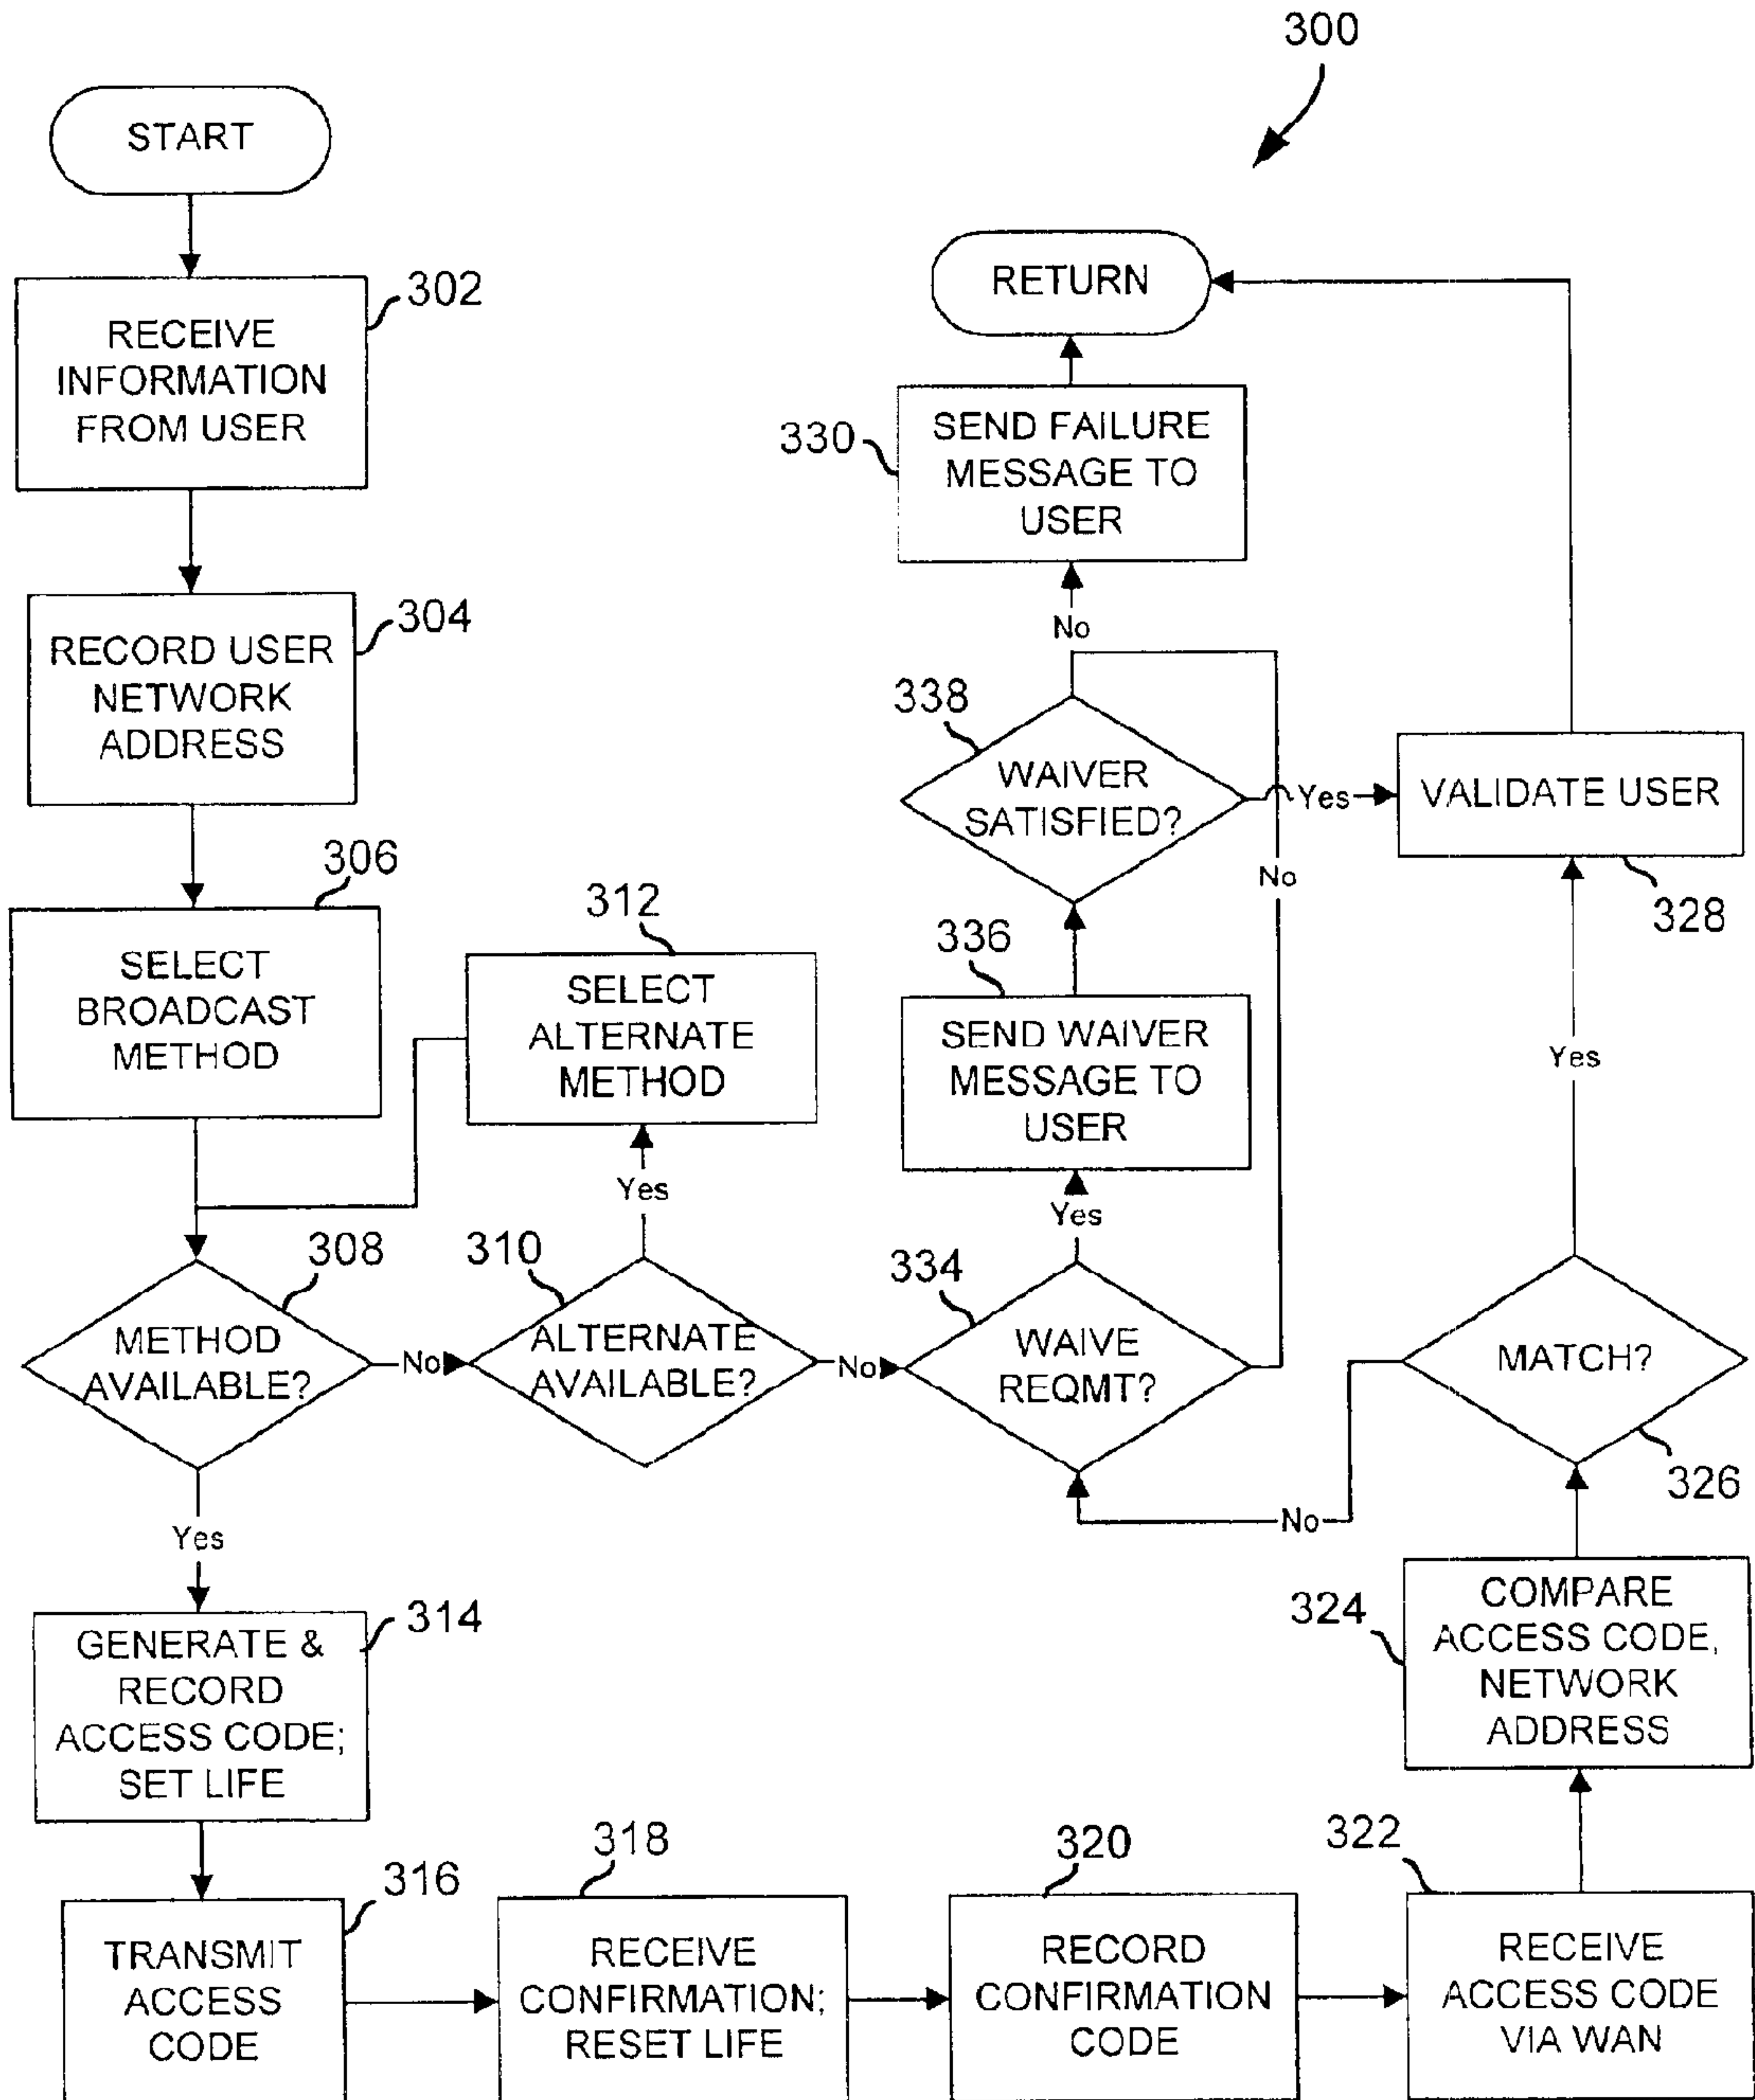 300
START
302
RECEIVE
INFORMATION
FROM USER
304
RECORD USER
NETWORK
ADDRESS
306
SELECT
BROADCAST
METHOD
312
SELECT
ALTERNATE
METHOD
Yes
308
METHOD
AVAILABLE?
No
310
ALTERNATE
AVAILABLE?
No
Yes
314
GENERATE &
RECORD
ACCESS CODE;
SET LIFE
316
TRANSMIT
ACCESS
CODE
318
RECEIVE
CONFIRMATION;
RESET LIFE
320
RECORD
CONFIRMATION
CODE
322
RECEIVE
ACCESS CODE
VIA WAN
324
COMPARE
ACCESS CODE,
NETWORK
ADDRESS
326
MATCH?
No
Yes
334
WAIVE
REQMT?
Yes
No
336
SEND WAIVER
MESSAGE TO
USER
338
WAIVER
SATISFIED?
Yes
No
328
VALIDATE USER
330
SEND FAILURE
MESSAGE TO
USER
RETURN